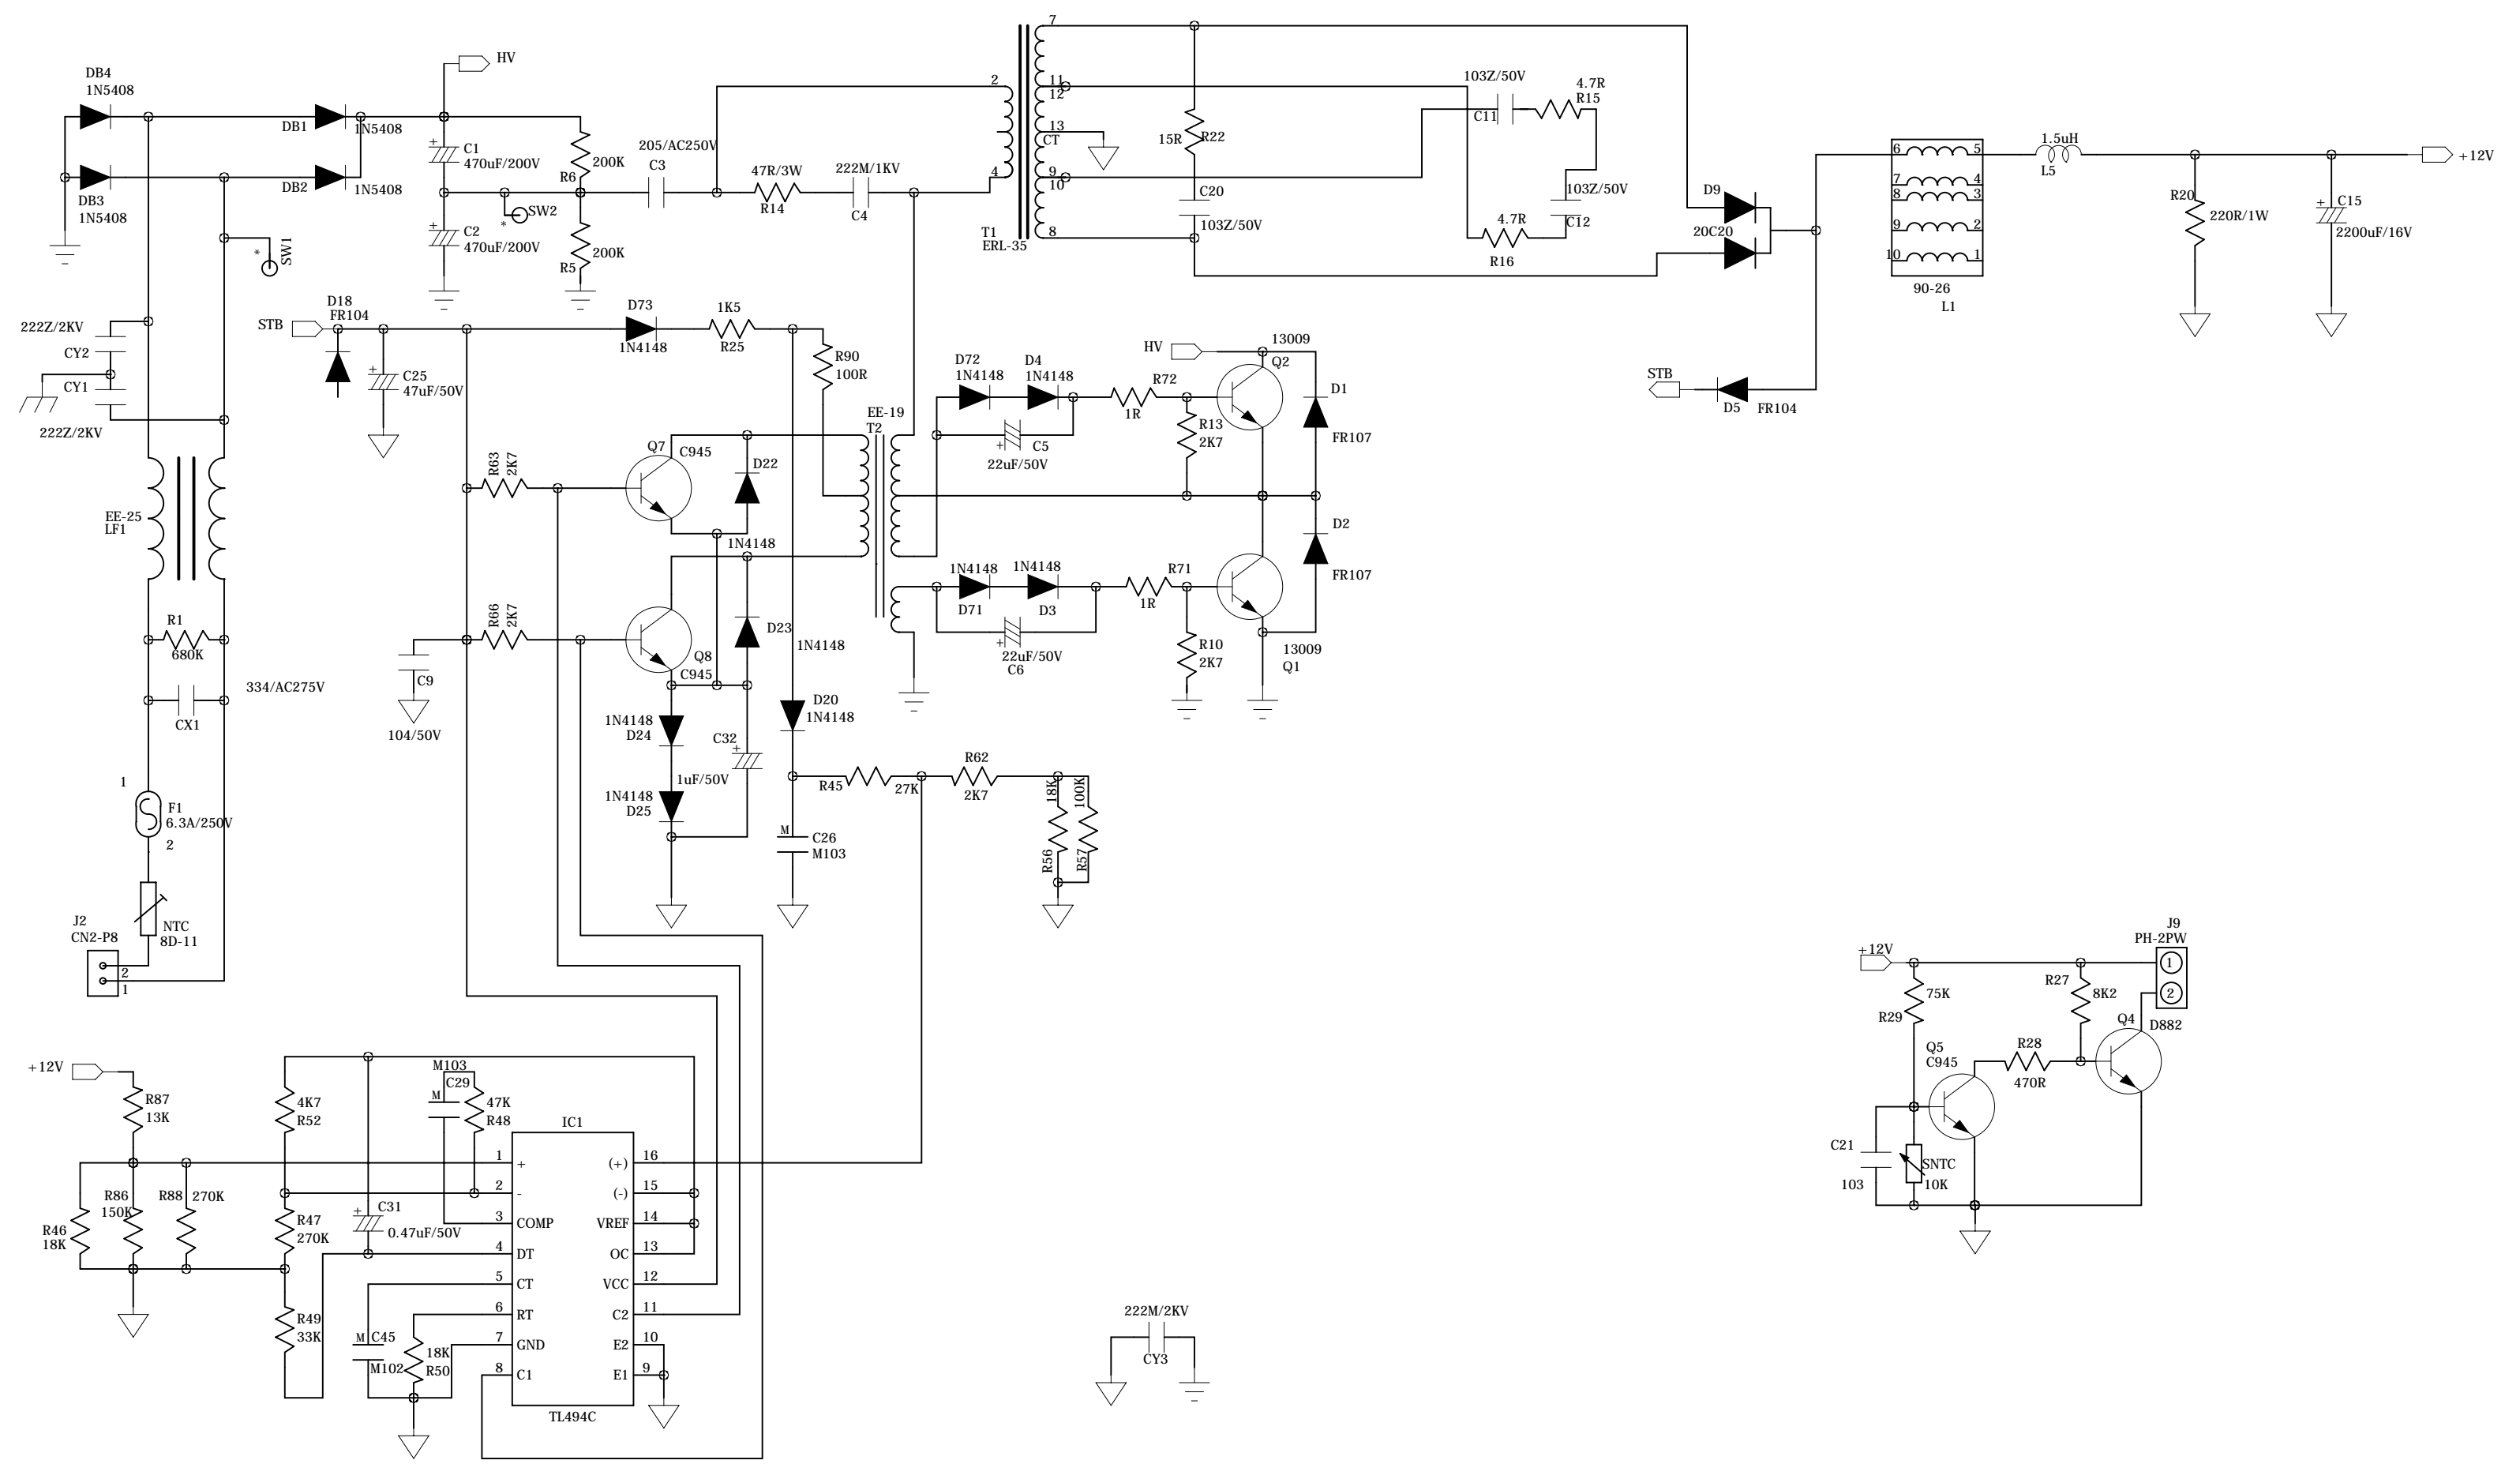 DB4
1N5408
DB3
1N5408
DB1
1N5408
DB2
1N5408
HV
+
C1
470uF/200V
+
C2
470uF/200V
* SW2
R6
200K
R5
200K
205/AC250V
C3
47R/3W
R14
222M/1KV
C4
2
4
T1
ERL-35
7
11
12
13
CT
9
10
8
15R
R22
C20
103Z/50V
103Z/50V
C11
4.7R
R15
103Z/50V
C12
4.7R
R16
D9
20C20
6 5
7 4
8 3
9 2
10 1
90-26
L1
1.5uH
L5
R20
220R/1W
+
C15
2200uF/16V
+12V
STB
D5
FR104
* SW1
222Z/2KV
CY2
CY1
222Z/2KV
EE-25
LF1
R1
680K
334/AC275V
CX1
1
F1
6.3A/250V
2
NTC
8D-11
J2
CN2-P8
2
1
STB
D18
FR104
+
C25
47uF/50V
D73
1N4148
1K5
R25
R90
100R
R63
2K7
Q7
C945
D22
1N4148
R66
2K7
Q8
C945
D23
1N4148
C9
104/50V
1N4148
D24
1N4148
D25
C32
+
1uF/50V
D20
1N4148
M
C26
M103
R45
27K
R62
2K7
18K
R56
100K
R57
EE-19
T2
D72
1N4148
D4
1N4148
+
C5
22uF/50V
R72
1R
R13
2K7
HV
13009
Q2
D1
FR107
D2
FR107
1N4148
D71
1N4148
D3
+
22uF/50V
C6
R71
1R
R10
2K7
13009
Q1
+12V
R87
13K
R46
18K
R86
150K
R88
270K
4K7
R52
R47
270K
R49
33K
+
C31
0.47uF/50V
M103
C29
M
47K
R48
M
C45
M102
18K
R50
IC1
1 + (+) 16
2 - (-) 15
3 COMP VREF 14
4 DT OC 13
5 CT VCC 12
6 RT C2 11
7 GND E2 10
8 C1 E1 9
TL494C
222M/2KV
CY3
+12V
75K
R29
R27
8K2
J9
PH-2PW
1
2
Q4
D882
Q5
C945
R28
470R
C21
103
SNTC
10K